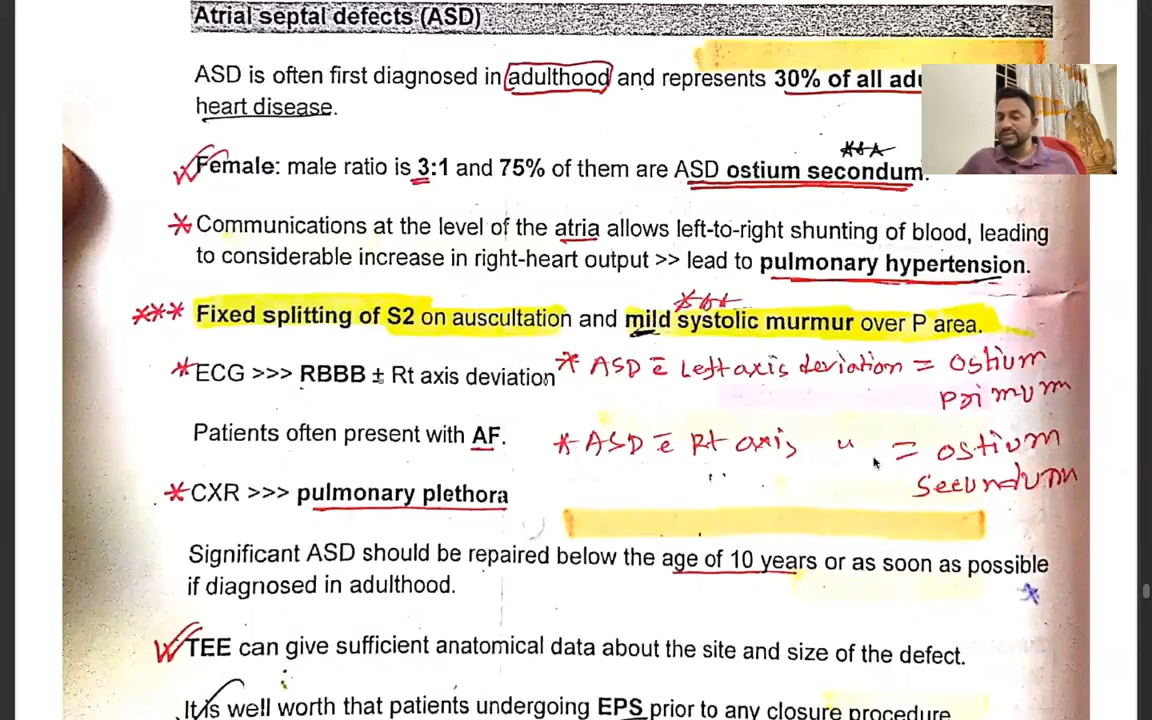 Atrial septal defects (ASD)
ASD is often first diagnosed in adulthood and represents 30% of all
heart disease.
Female: male ratio is 3:1 and 75% of them are ASD ostium secundum.
* Communications at the level of the atria allows left-to-right shunting of blood, leading
to considerable increase in right-heart output >> lead to pulmonary hypertension.
*** Fixed splitting of S2 on auscultation and mild systolic murmur over P area.
* ECG >>> RBBB ± Rt axis deviation
* ASD c̄ Left axis deviation = ostium
primum
Patients often present with AF.
* ASD c̄ Rt axis " = ostium
Secundum
* CXR >>> pulmonary plethora
Significant ASD should be repaired below the age of 10 years or as soon as possible
if diagnosed in adulthood.
TEE can give sufficient anatomical data about the site and size of the defect.
It is well worth that patients undergoing EPS prior to any closure procedure